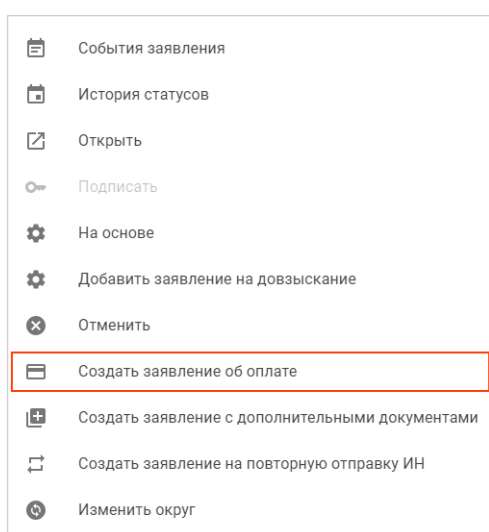 События заявления
История статусов
Открыть
Подписать
На основе
Добавить заявление на довзыскание
Отменить
Создать заявление об оплате
Создать заявление с дополнительными документами
Создать заявление на повторную отправку ИН
Изменить округ